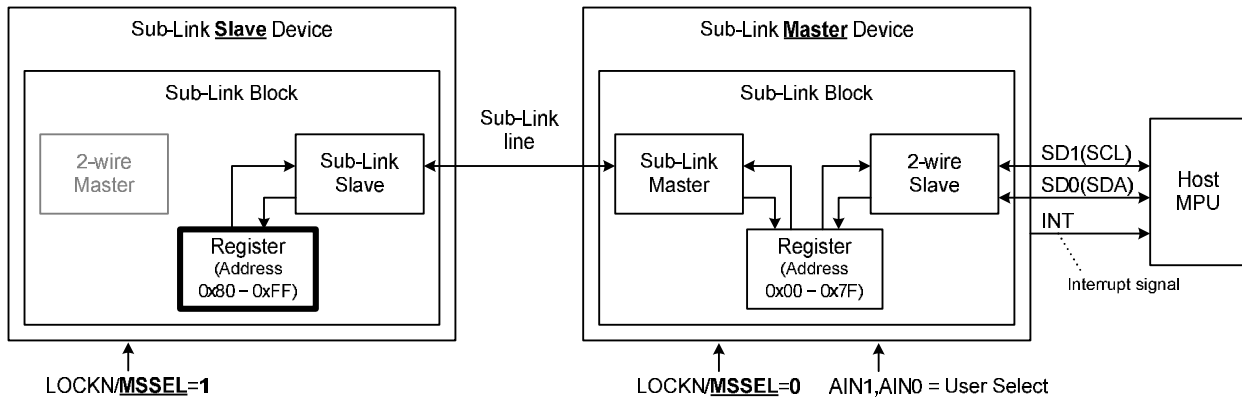 Sub-Link Slave Device
Sub-Link Block
2-wire
Master
Sub-Link
Slave
Register
(Address
0x80 – 0xFF)
LOCKN/MSSEL=1
Sub-Link
line
Sub-Link Master Device
Sub-Link Block
Sub-Link
Master
2-wire
Slave
Register
(Address
0x00 – 0x7F)
LOCKN/MSSEL=0
AIN1,AIN0 = User Select
SD1(SCL)
SD0(SDA)
INT
Interrupt signal
Host
MPU